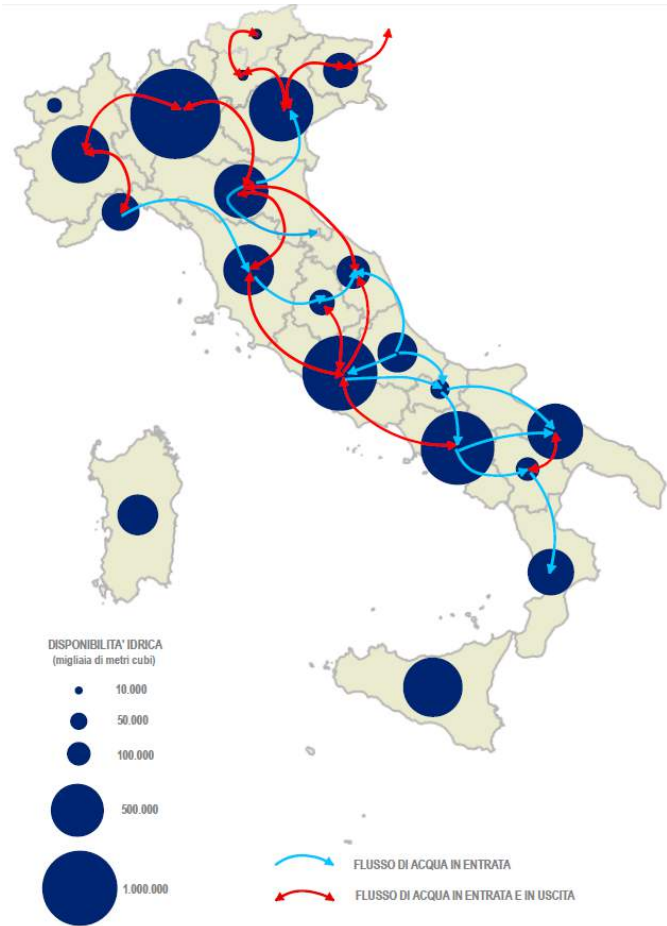 DISPONIBILITA' IDRICA
(migliaia di metri cubi)
10.000
50.000
100.000
500.000
1.000.000
FLUSSO DI ACQUA IN ENTRATA
FLUSSO DI ACQUA IN ENTRATA E IN USCITA